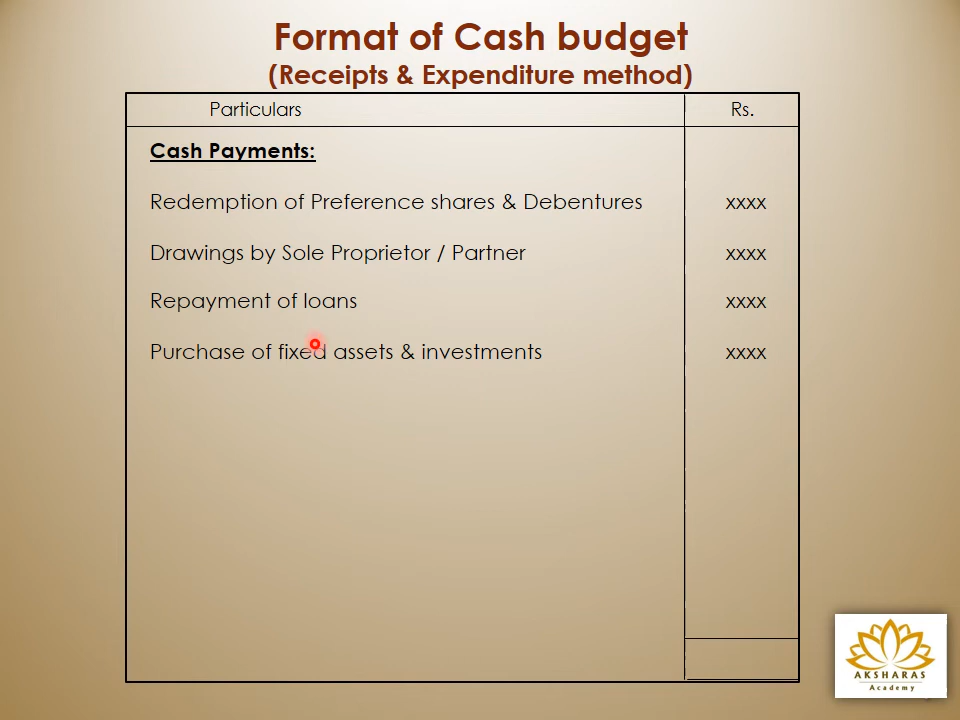 Format of Cash budget
(Receipts & Expenditure method)
Particulars Rs.
Cash Payments:
Redemption of Preference shares & Debentures xxxx
Drawings by Sole Proprietor / Partner xxxx
Repayment of loans xxxx
Purchase of fixed assets & investments xxxx
AKSHARAS
Academy